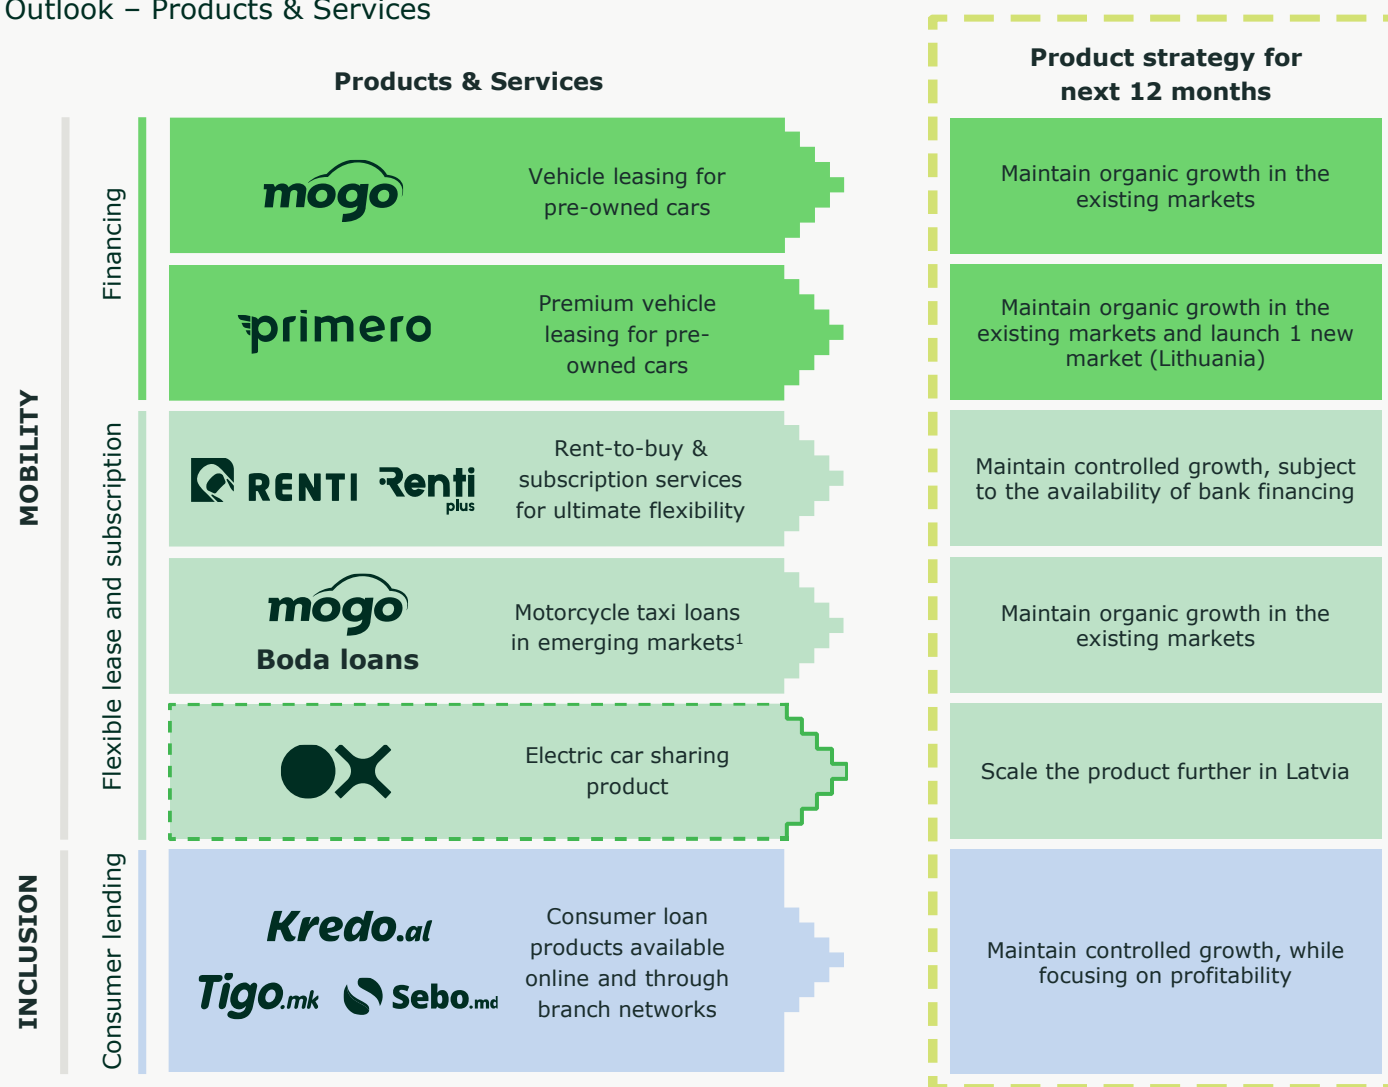 Outlook – Products & Services
Products & Services
Product strategy for
next 12 months
MOBILITY
Financing
mogo
Vehicle leasing for
pre-owned cars
Maintain organic growth in the
existing markets
primero
Premium vehicle
leasing for pre-
owned cars
Maintain organic growth in the
existing markets and launch 1 new
market (Lithuania)
Flexible lease and subscription
RENTI
Renti
plus
Rent-to-buy &
subscription services
for ultimate flexibility
Maintain controlled growth, subject
to the availability of bank financing
mogo
Boda loans
Motorcycle taxi loans
in emerging markets¹
Maintain organic growth in the
existing markets
OX
Electric car sharing
product
Scale the product further in Latvia
INCLUSION
Consumer lending
Kredo.al
Tigo.mk
Sebo.md
Consumer loan
products available
online and through
branch networks
Maintain controlled growth, while
focusing on profitability